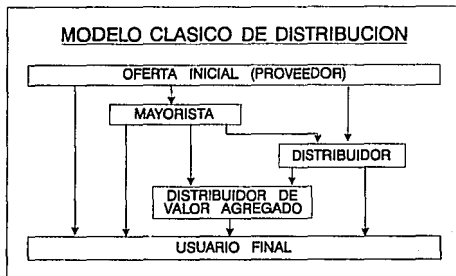 MODELO CLASICO DE DISTRIBUCION
OFERTA INICIAL (PROVEEDOR)
MAYORISTA
DISTRIBUIDOR
DISTRIBUIDOR DE
VALOR AGREGADO
USUARIO FINAL